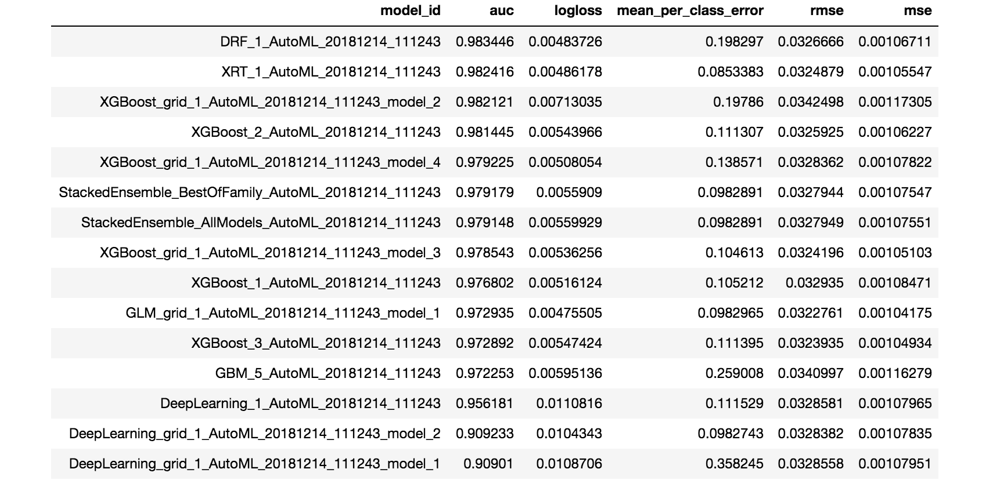 model_id auc logloss mean_per_class_error rmse mse
DRF_1_AutoML_20181214_111243 0.983446 0.00483726 0.198297 0.0326666 0.00106711
XRT_1_AutoML_20181214_111243 0.982416 0.00486178 0.0853383 0.0324879 0.00105547
XGBoost_grid_1_AutoML_20181214_111243_model_2 0.982121 0.00713035 0.19786 0.0342498 0.00117305
XGBoost_2_AutoML_20181214_111243 0.981445 0.00543966 0.111307 0.0325925 0.00106227
XGBoost_grid_1_AutoML_20181214_111243_model_4 0.979225 0.00508054 0.138571 0.0328362 0.00107822
StackedEnsemble_BestOfFamily_AutoML_20181214_111243 0.979179 0.0055909 0.0982891 0.0327944 0.00107547
StackedEnsemble_AllModels_AutoML_20181214_111243 0.979148 0.00559929 0.0982891 0.0327949 0.00107551
XGBoost_grid_1_AutoML_20181214_111243_model_3 0.978543 0.00536256 0.104613 0.0324196 0.00105103
XGBoost_1_AutoML_20181214_111243 0.976802 0.00516124 0.105212 0.032935 0.00108471
GLM_grid_1_AutoML_20181214_111243_model_1 0.972935 0.00475505 0.0982965 0.0322761 0.00104175
XGBoost_3_AutoML_20181214_111243 0.972892 0.00547424 0.111395 0.0323935 0.00104934
GBM_5_AutoML_20181214_111243 0.972253 0.00595136 0.259008 0.0340997 0.00116279
DeepLearning_1_AutoML_20181214_111243 0.956181 0.0110816 0.111529 0.0328581 0.00107965
DeepLearning_grid_1_AutoML_20181214_111243_model_2 0.909233 0.0104343 0.0982743 0.0328382 0.00107835
DeepLearning_grid_1_AutoML_20181214_111243_model_1 0.90901 0.0108706 0.358245 0.0328558 0.00107951